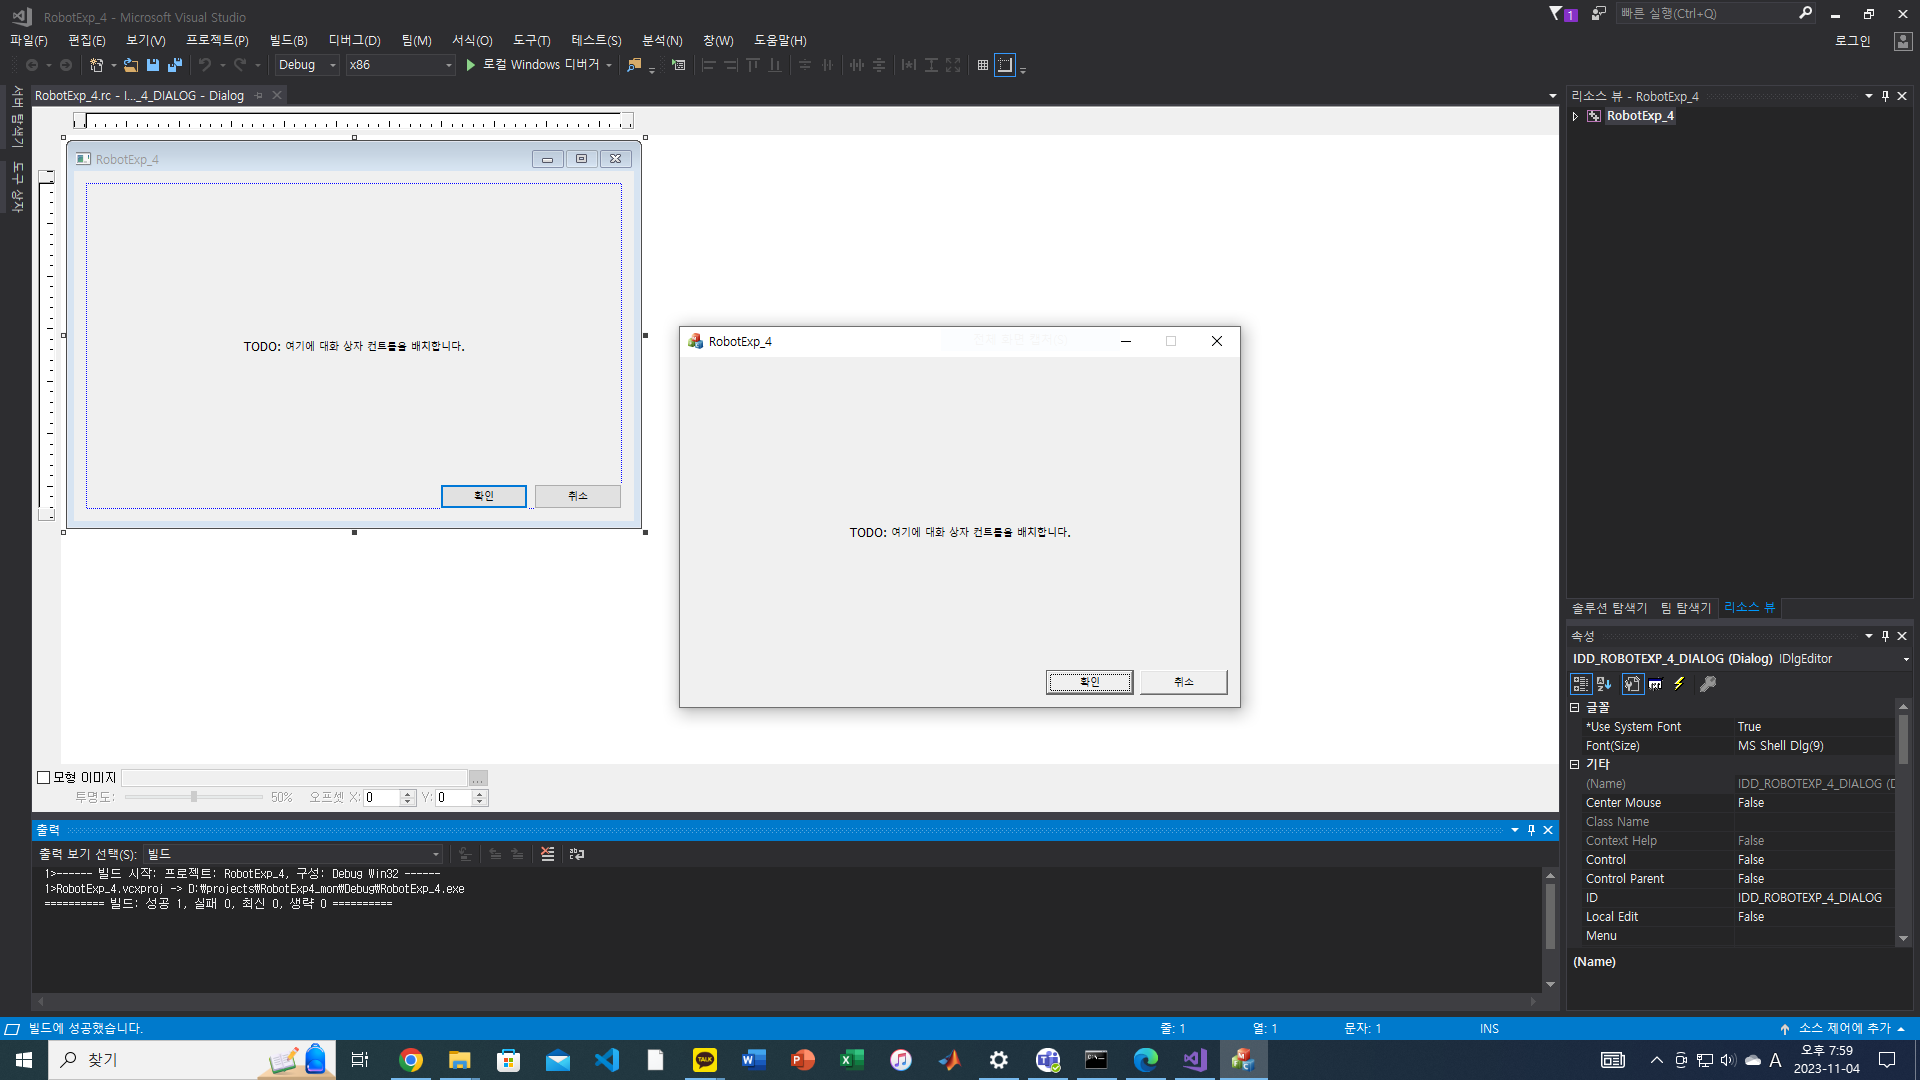 RobotExp_4 - Microsoft Visual Studio
1
빠른 실행(Ctrl+Q)
파일(F) 편집(E) 보기(V) 프로젝트(P) 빌드(B) 디버그(D) 팀(M) 서식(O) 도구(T) 테스트(S) 분석(N) 창(W) 도움말(H)
로그인
Debug x86 로컬 Windows 디버거
서버 탐색기
도구 상자
RobotExp_4.rc - I..._4_DIALOG - Dialog
RobotExp_4
TODO: 여기에 대화 상자 컨트롤을 배치합니다.
확인 취소
RobotExp_4
TODO: 여기에 대화 상자 컨트롤을 배치합니다.
확인 취소
모형 이미지 ...
투명도: 50% 오프셋 X: 0 Y: 0
출력
출력 보기 선택(S): 빌드
1>------ 빌드 시작: 프로젝트: RobotExp_4, 구성: Debug Win32 ------
1>RobotExp_4.vcxproj -> D:₩projects₩RobotExp4_mon₩Debug₩RobotExp_4.exe
========== 빌드: 성공 1, 실패 0, 최신 0, 생략 0 ==========
리소스 뷰 - RobotExp_4
RobotExp_4
솔루션 탐색기 팀 탐색기 리소스 뷰
속성
IDD_ROBOTEXP_4_DIALOG (Dialog) IDlgEditor
글꼴
*Use System Font True
Font(Size) MS Shell Dlg(9)
기타
(Name) IDD_ROBOTEXP_4_DIALOG (D
Center Mouse False
Class Name
Context Help False
Control False
Control Parent False
ID IDD_ROBOTEXP_4_DIALOG
Local Edit False
Menu
(Name)
빌드에 성공했습니다. 줄: 1 열: 1 문자: 1 INS 소스 제어에 추가
찾기
TALK
A
오후 7:59
2023-11-04